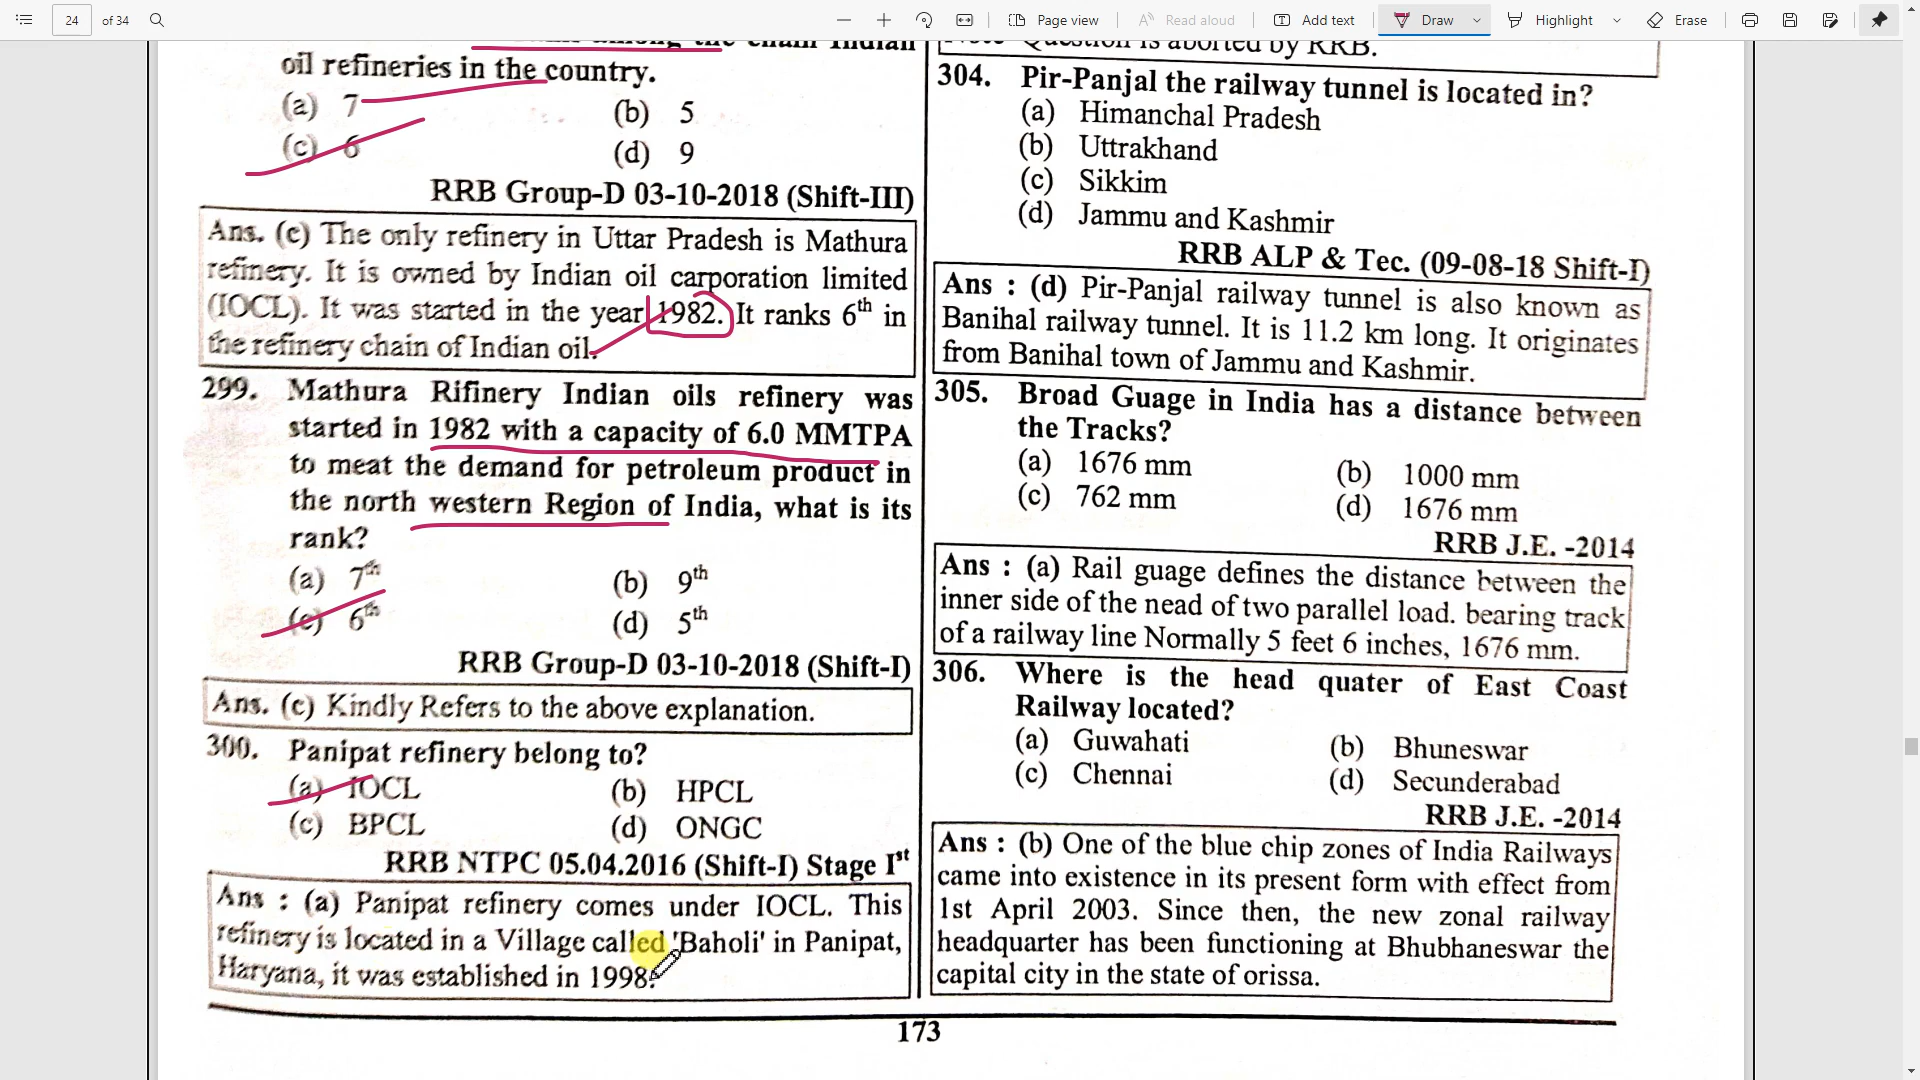 24 of 34
Page view
Read aloud
Add text
Draw
Highlight
Erase
oil refineries in the country.
(a) 7
(b) 5
(c) 6
(d) 9
RRB Group-D 03-10-2018 (Shift-III)
Ans. (c) The only refinery in Uttar Pradesh is Mathura
refinery. It is owned by Indian oil carporation limited
(IOCL). It was started in the year 1982. It ranks 6th in
the refinery chain of Indian oil.
299. Mathura Rifinery Indian oils refinery was
started in 1982 with a capacity of 6.0 MMTPA
to meat the demand for petroleum product in
the north western Region of India, what is its
rank?
(a) 7th
(b) 9th
(c) 6th
(d) 5th
RRB Group-D 03-10-2018 (Shift-I)
Ans. (c) Kindly Refers to the above explanation.
300. Panipat refinery belong to?
(a) IOCL
(b) HPCL
(c) BPCL
(d) ONGC
RRB NTPC 05.04.2016 (Shift-I) Stage Ist
Ans : (a) Panipat refinery comes under IOCL. This
refinery is located in a Village called 'Baholi' in Panipat,
Haryana, it was established in 1998.
Question is aborted by RRB.
304. Pir-Panjal the railway tunnel is located in?
(a) Himanchal Pradesh
(b) Uttrakhand
(c) Sikkim
(d) Jammu and Kashmir
RRB ALP & Tec. (09-08-18 Shift-I)
Ans : (d) Pir-Panjal railway tunnel is also known as
Banihal railway tunnel. It is 11.2 km long. It originates
from Banihal town of Jammu and Kashmir.
305. Broad Guage in India has a distance between
the Tracks?
(a) 1676 mm
(b) 1000 mm
(c) 762 mm
(d) 1676 mm
RRB J.E. -2014
Ans : (a) Rail guage defines the distance between the
inner side of the nead of two parallel load. bearing track
of a railway line Normally 5 feet 6 inches, 1676 mm.
306. Where is the head quater of East Coast
Railway located?
(a) Guwahati
(b) Bhuneswar
(c) Chennai
(d) Secunderabad
RRB J.E. -2014
Ans : (b) One of the blue chip zones of India Railways
came into existence in its present form with effect from
1st April 2003. Since then, the new zonal railway
headquarter has been functioning at Bhubhaneswar the
capital city in the state of orissa.
173